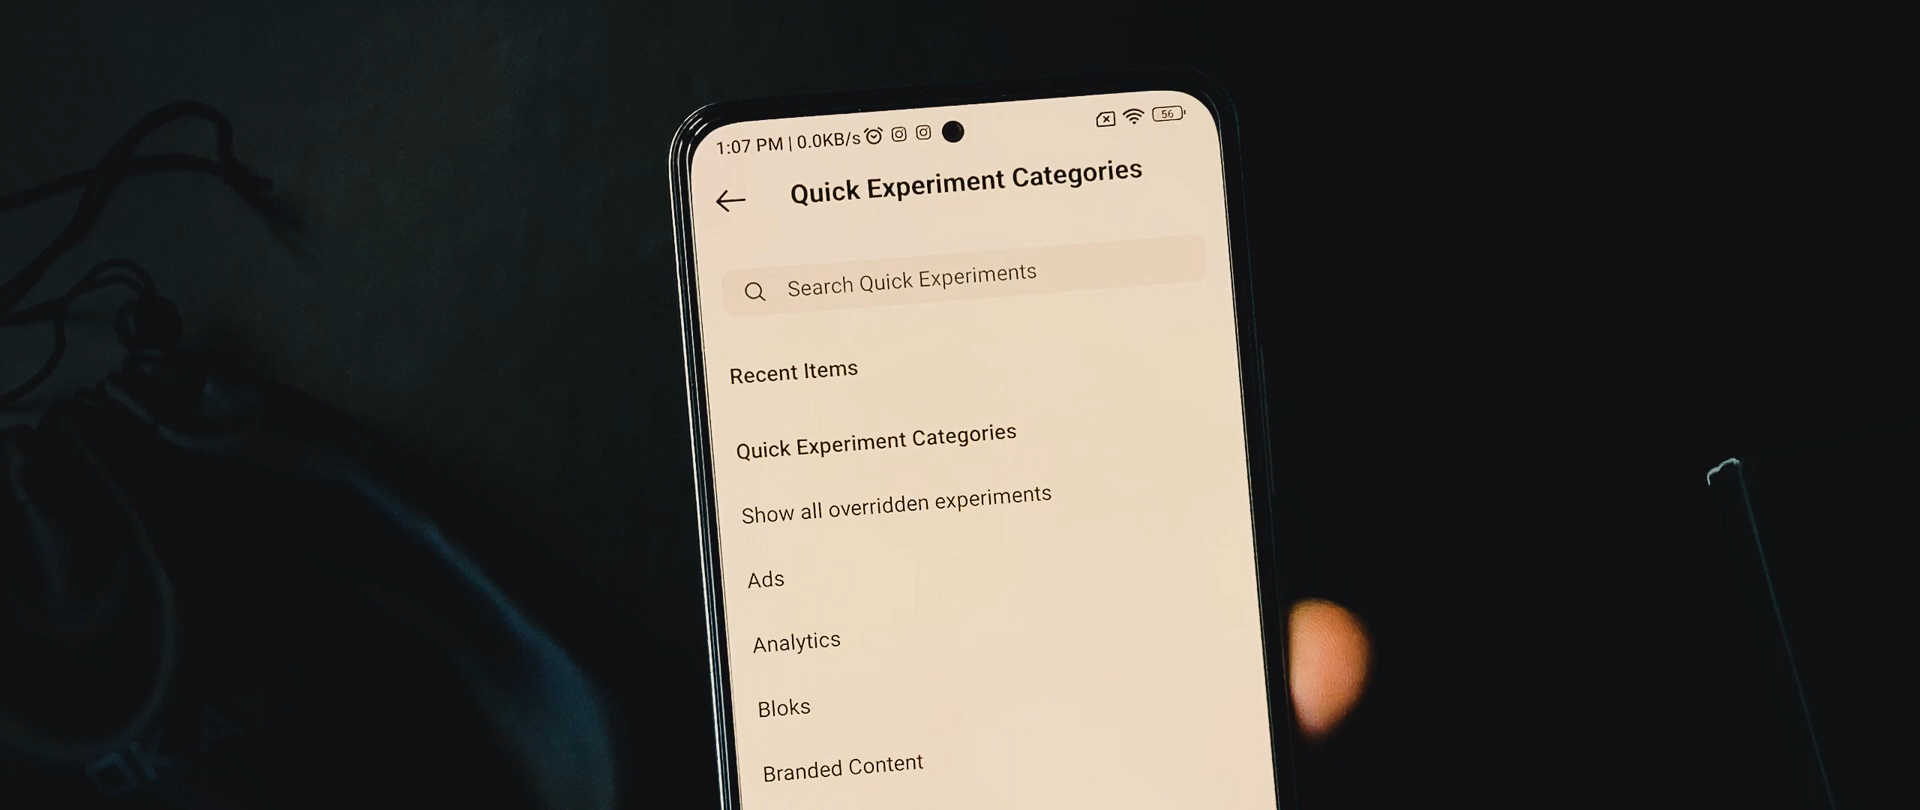 1:07 PM | 0.0KB/s
56
Quick Experiment Categories
Search Quick Experiments
Recent Items
Quick Experiment Categories
Show all overridden experiments
Ads
Analytics
Bloks
Branded Content